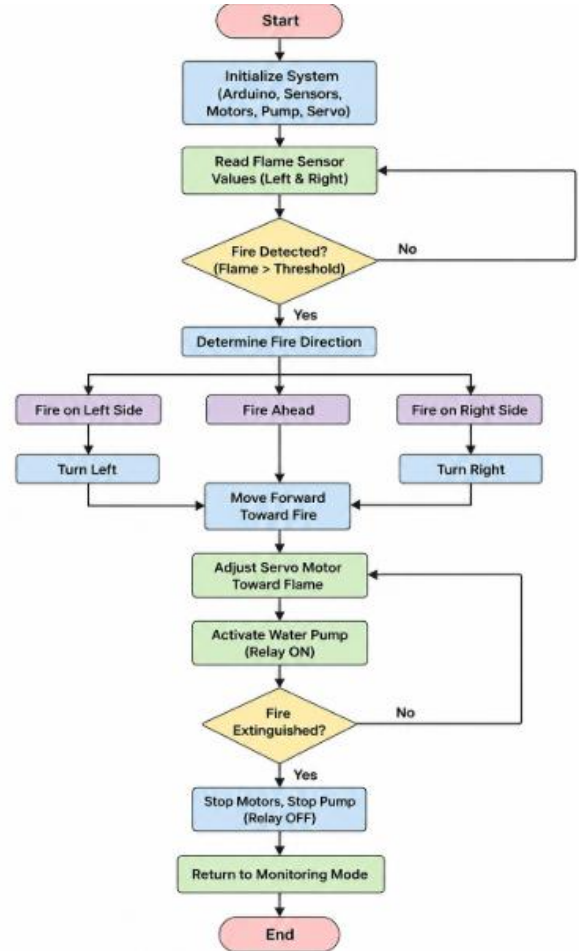 Start
Initialize System
(Arduino, Sensors,
Motors, Pump, Servo)
Read Flame Sensor
Values (Left & Right)
Fire Detected?
(Flame > Threshold)
No
Yes
Determine Fire Direction
Fire on Left Side
Fire Ahead
Fire on Right Side
Turn Left
Turn Right
Move Forward
Toward Fire
Adjust Servo Motor
Toward Flame
Activate Water Pump
(Relay ON)
Fire
Extinguished?
No
Yes
Stop Motors, Stop Pump
(Relay OFF)
Return to Monitoring Mode
End